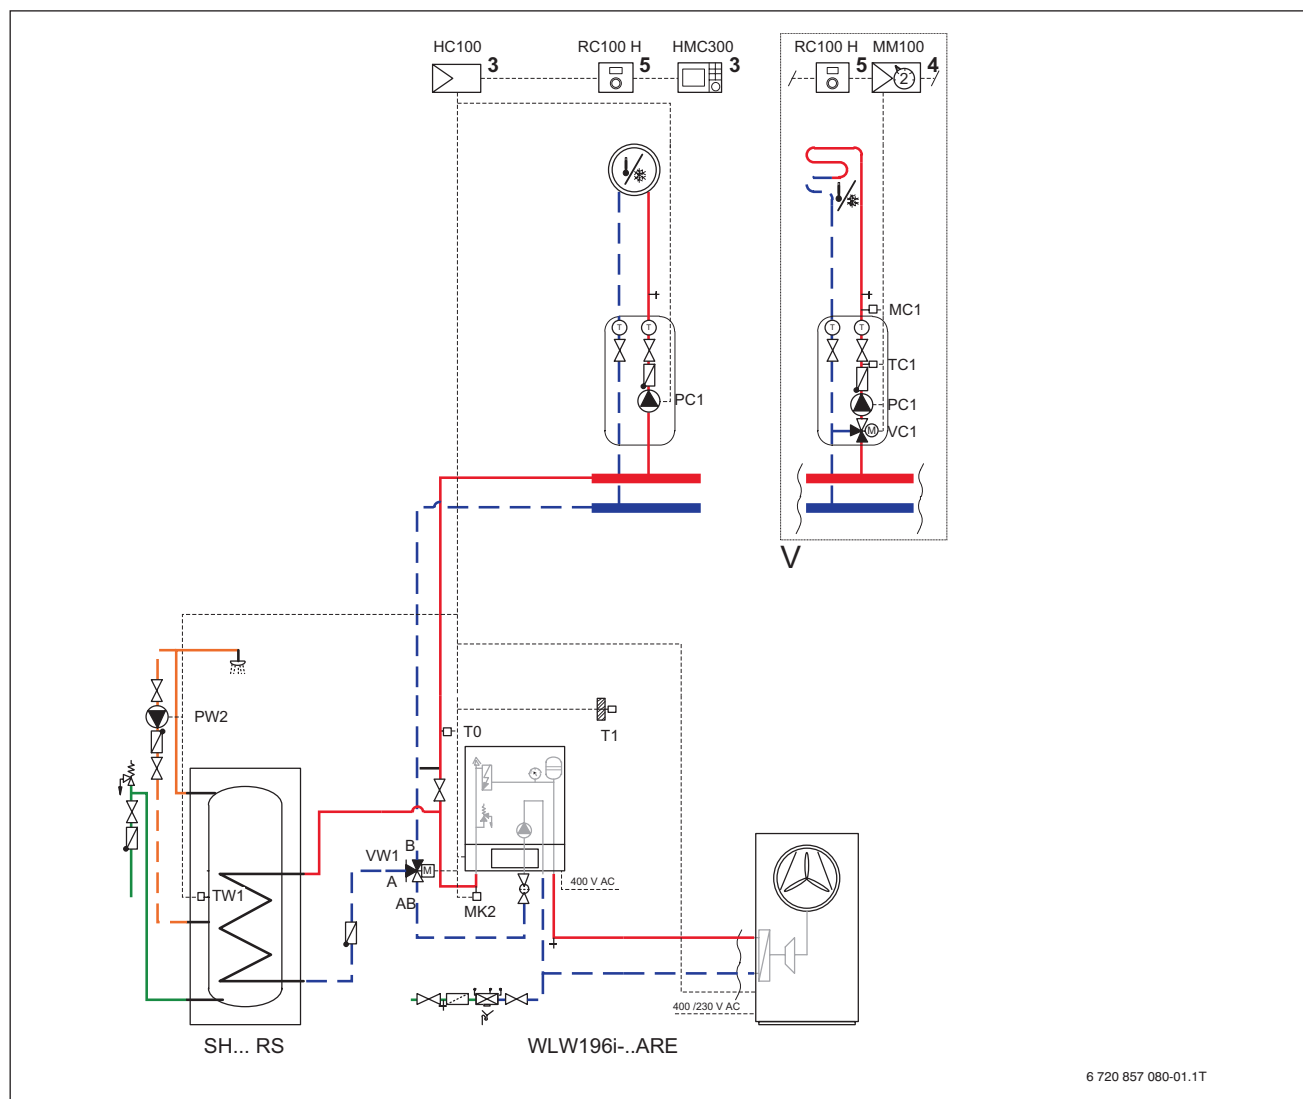 HC100
3
RC100 H
5
HMC300
3
RC100 H
5
MM100
2
4
T
T
PC1
T
T
MC1
TC1
PC1
M
VC1
V
PW2
T0
T1
B
VW1
M
A
AB
MK2
400 V AC
TW1
400 /230 V AC
SH... RS
WLW196i-..ARE
6 720 857 080-01.1T